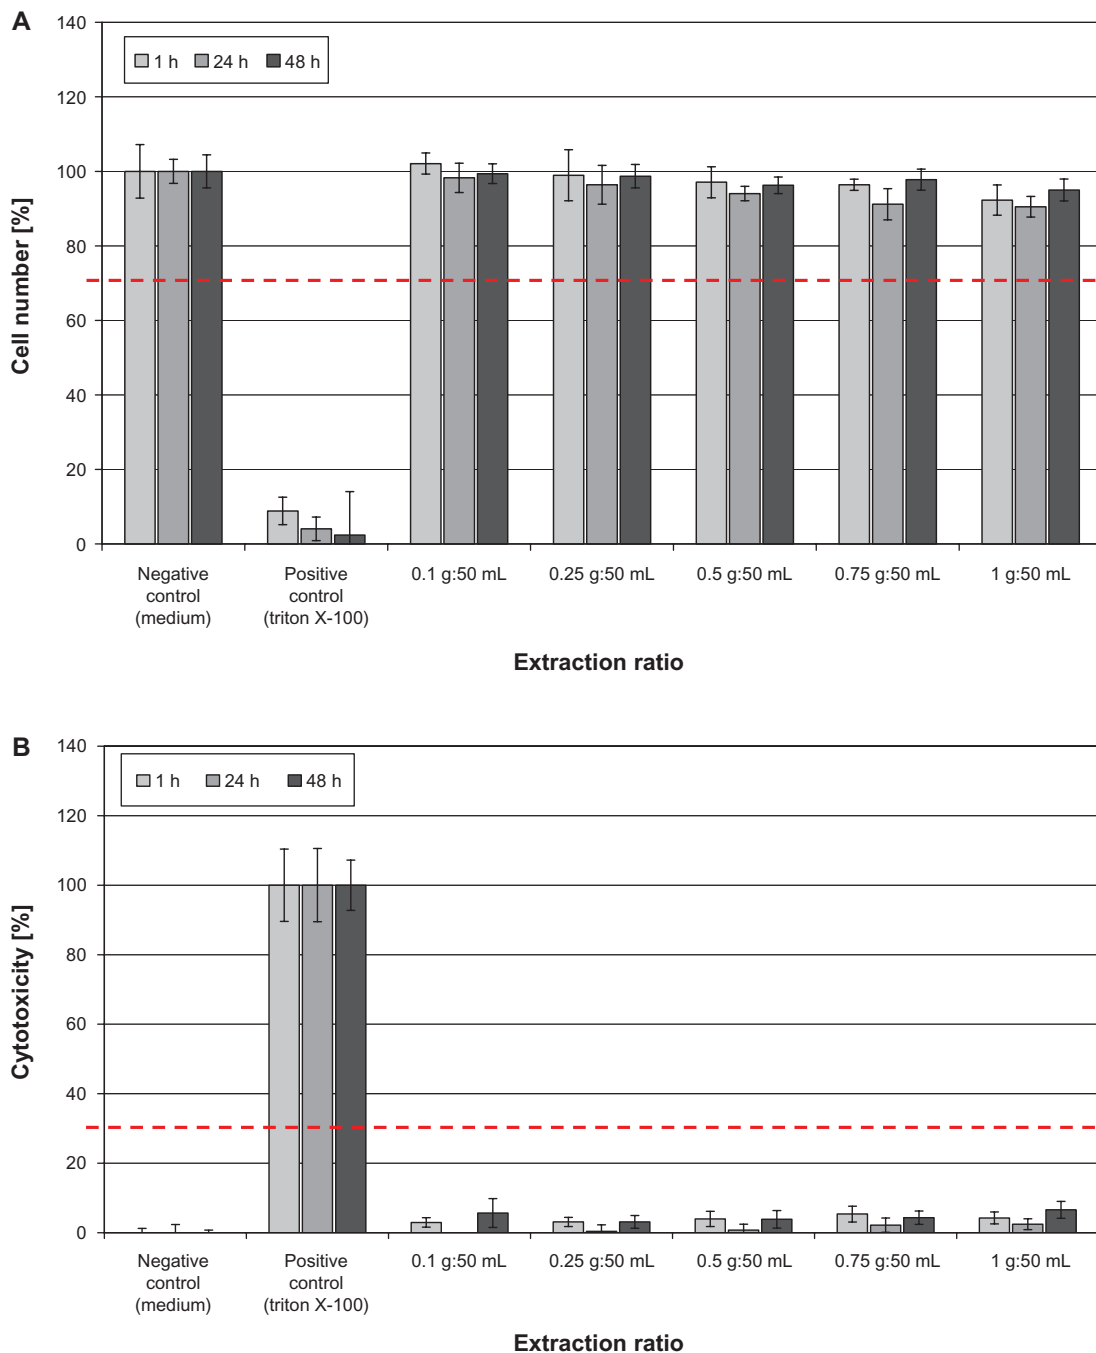 A
140
120
100
80
60
40
20
0
1 h 24 h 48 h
Cell number [%]
Negative
control
(medium)
Positive
control
(triton X-100)
0.1 g:50 mL
0.25 g:50 mL
0.5 g:50 mL
0.75 g:50 mL
1 g:50 mL
Extraction ratio
B
140
120
100
80
60
40
20
0
1 h 24 h 48 h
Cytotoxicity [%]
Negative
control
(medium)
Positive
control
(triton X-100)
0.1 g:50 mL
0.25 g:50 mL
0.5 g:50 mL
0.75 g:50 mL
1 g:50 mL
Extraction ratio